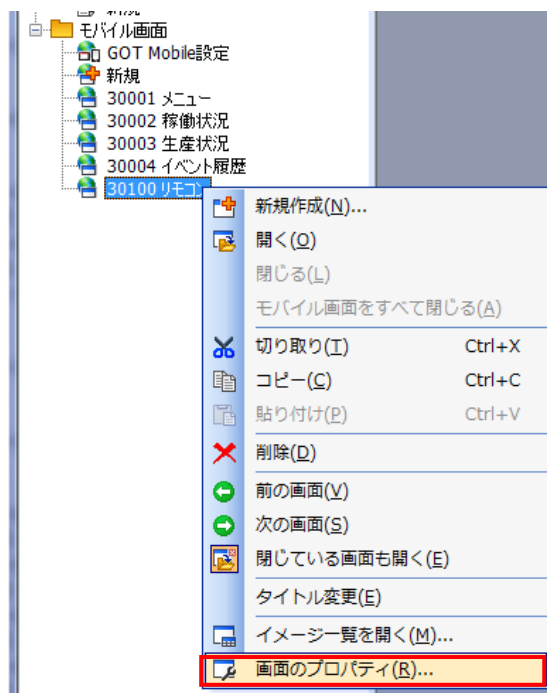 モバイル画面
GOT Mobile設定
新規
30001 メニュー
30002 稼働状況
30003 生産状況
30004 イベント履歴
30100 リモコン
新規作成(N)...
開く(O)
閉じる(L)
モバイル画面をすべて閉じる(A)
切り取り(T) Ctrl+X
コピー(C) Ctrl+C
貼り付け(P) Ctrl+V
削除(D)
前の画面(V)
次の画面(S)
閉じている画面も開く(E)
タイトル変更(E)
イメージ一覧を開く(M)...
画面のプロパティ(R)...